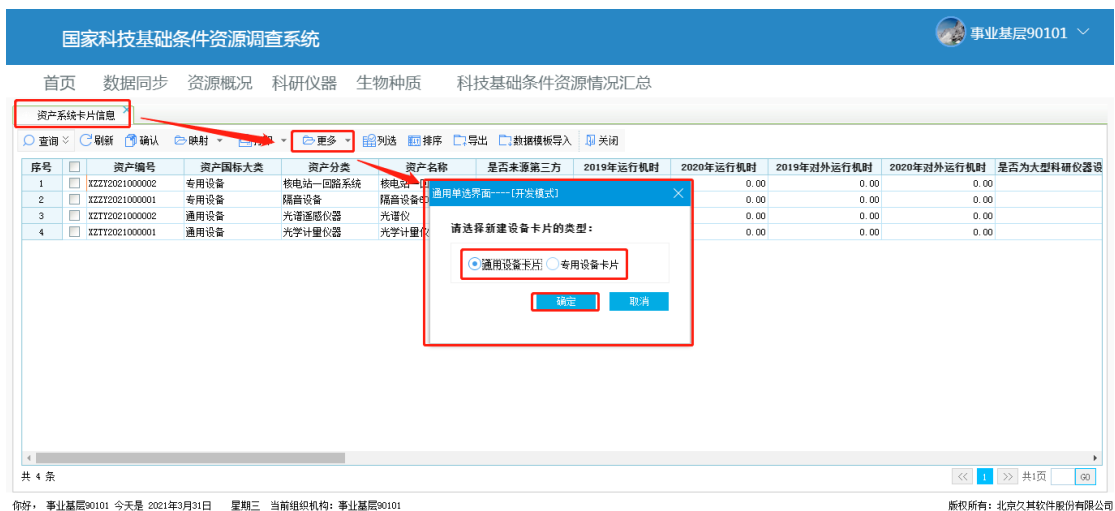 国家科技基础条件资源调查系统
事业基层90101
首页 数据同步 资源概况 科研仪器 生物种质 科技基础条件资源情况汇总
资产系统卡片信息
查询 刷新 确认 映射 更多 列选 排序 导出 数据模板导入 关闭
序号 资产编号 资产国标大类 资产分类 资产名称 是否来源第三方 2019年运行机时 2020年运行机时 2019年对外运行机时 2020年对外运行机时 是否为大型科研仪器设
1 XZZY2021000002 专用设备 核电站一回路系统 核电站一回 0.00 0.00 0.00
2 XZZY2021000001 专用设备 隔音设备 隔音设备60 0.00 0.00 0.00
3 XZTY2021000002 通用设备 光谱遥感仪器 光谱仪 0.00 0.00 0.00
4 XZTY2021000001 通用设备 光学计量仪器 光学计量仪 0.00 0.00 0.00
通用单选界面----[开发模式]
请选择新建设备卡片的类型:
通用设备卡片 专用设备卡片
确定 取消
共 4 条
<< 1 >> 共1页 GO
你好, 事业基层90101 今天是 2021年3月31日 星期三 当前组织机构: 事业基层90101
版权所有: 北京久其软件股份有限公司